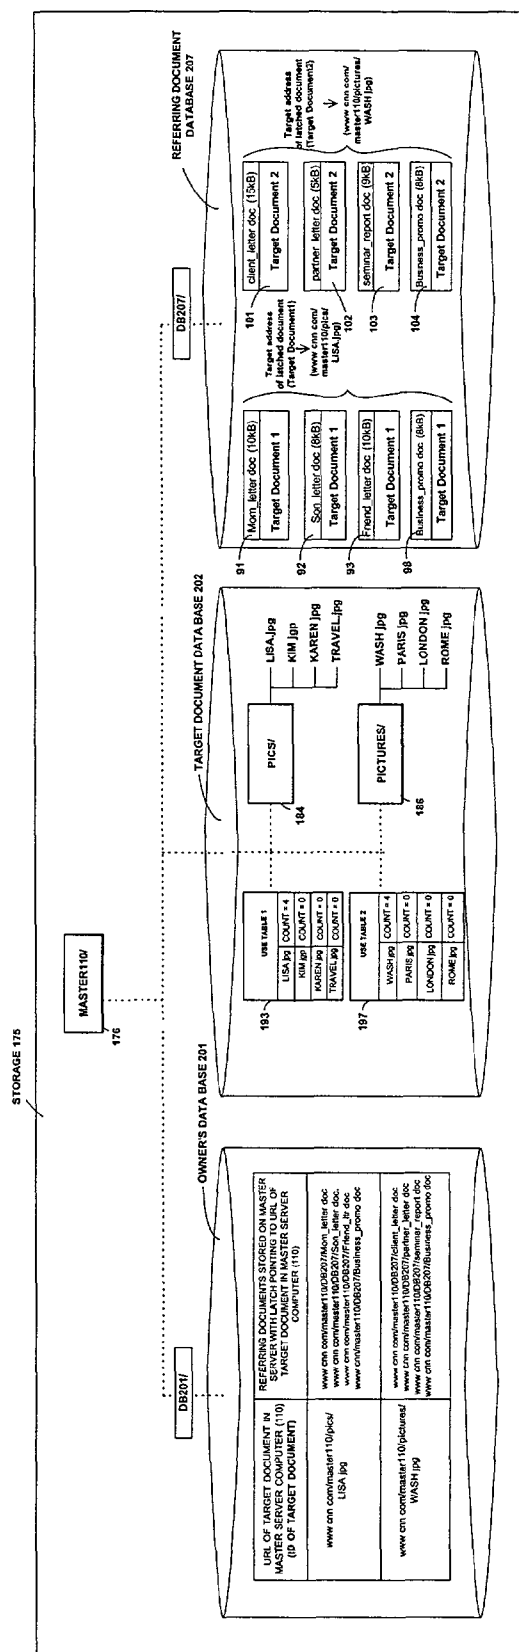 STORAGE 175
MASTER110/
176
DB201/
OWNER'S DATA BASE 201
URL OF TARGET DOCUMENT IN
MASTER SERVER COMPUTER (110)
(ID OF TARGET DOCUMENT)
REFERRING DOCUMENTS STORED ON MASTER
SERVER WITH LATCH POINTING TO URL OF
TARGET DOCUMENT IN MASTER SERVER
COMPUTER (110)
www cnn com/master110/pics/
LISA jpg
www cnn com/master110/DB207/Mom_letter doc
www cnn com/master110/DB207/Son_letter.doc.
www cnn com/master110/DB207/Friend_ltr doc
www cnn/master110/DB207/Business_promo doc
www cnn com/master110/pictures/
WASH jpg
www cnn com/master110/DB207/client_letter doc
www cnn com/master110/DB207/partner_letter doc
www cnn com/master110/DB207/seminar_report doc
www cnn com/master110/DB207/Business_promo doc
TARGET DOCUMENT DATA BASE 202
USE TABLE 1
LISA jpg COUNT = 4
KIM jgp COUNT = 0
KAREN jpg COUNT = 0
TRAVEL jpg COUNT = 0
193
USE TABLE 2
WASH jpg COUNT = 4
PARIS jpg COUNT = 0
LONDON jpg COUNT = 0
ROME jpg COUNT = 0
197
PICS/
184
LISA.jpg
KIM jgp
KAREN jpg
TRAVEL.jpg
PICTURES/
186
WASH jpg
PARIS jpg
LONDON jpg
ROME jpg
DB207/
REFERRING DOCUMENT
DATABASE 207
91
Mom_letter doc (10kB)
Target Document 1
92
Son_letter doc (8kB)
Target Document 1
93
Friend_letter doc (10kB)
Target Document 1
98
Business_promo doc (8kB)
Target Document 1
Target address
of latched document
(Target Document1)
(www cnn com/
master110/pics/
LISA.jpg)
101
client_letter doc (15kB)
Target Document 2
102
partner letter doc (5kB)
Target Document 2
103
seminar_report doc (9kB)
Target Document 2
104
Business_promo doc (8kB)
Target Document 2
Target address
of latched document
(Target Document2)
(www cnn com/
master110/pictures/
WASH jpg)